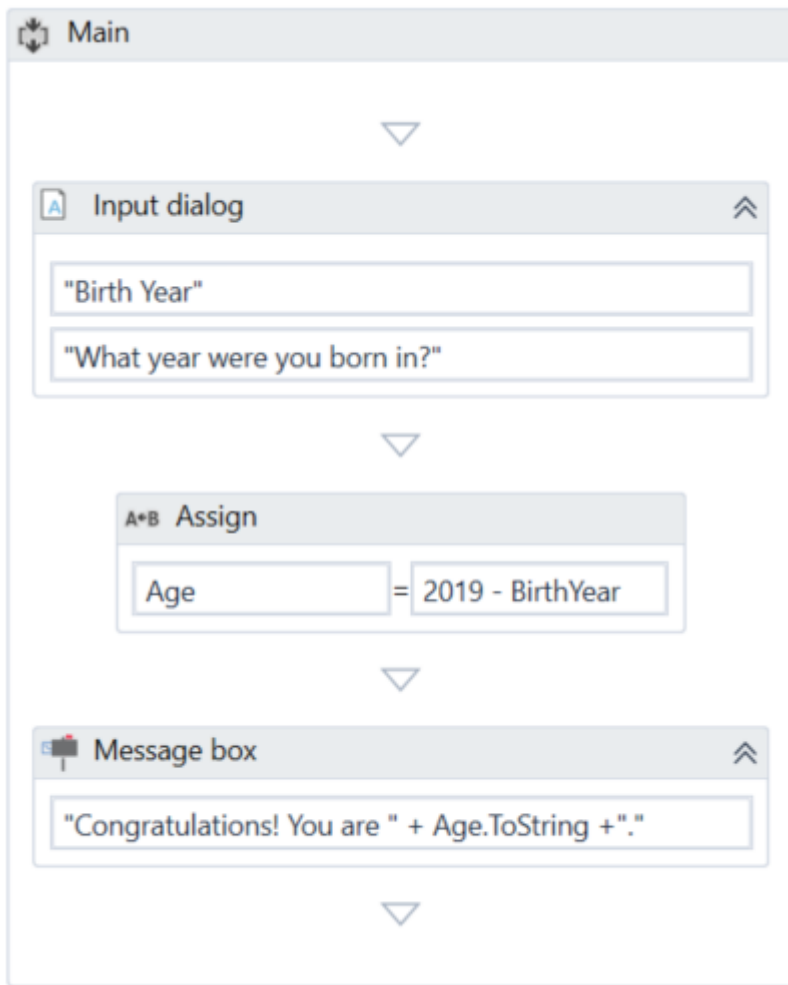 Main
Input dialog
"Birth Year"
"What year were you born in?"
A←B Assign
Age = 2019 - BirthYear
Message box
"Congratulations! You are " + Age.ToString +"."